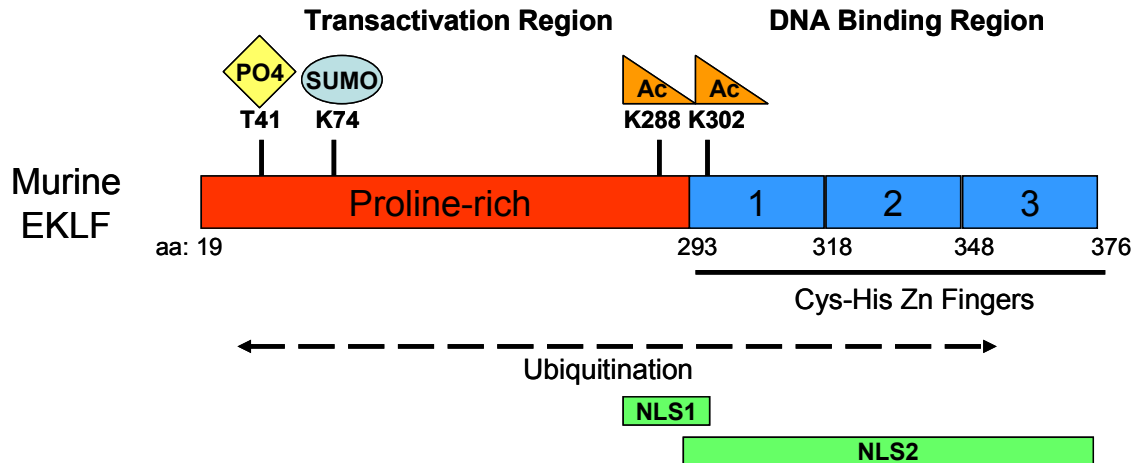 Transactivation Region
DNA Binding Region
PO4
SUMO
Ac
Ac
T41
K74
K288
K302
Murine
EKLF
Proline-rich
1
2
3
aa: 19
293
318
348
376
Cys-His Zn Fingers
Ubiquitination
NLS1
NLS2